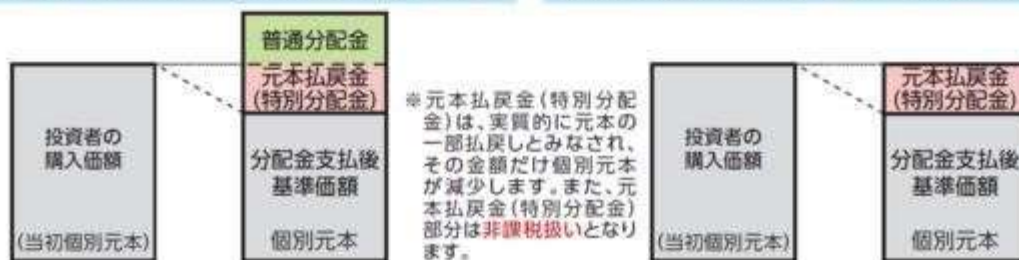 普通分配金
元本払戻金
(特別分配金)
投資者の
購入価額
(当初個別元本)
分配金支払後
基準価額
個別元本
※元本払戻金(特別分配
金)は、実質的に元本の
一部払戻しとみなされ、
その金額だけ個別元本
が減少します。また、元
本払戻金(特別分配金)
部分は非課税扱いとなり
ます。
投資者の
購入価額
(当初個別元本)
元本払戻金
(特別分配金)
分配金支払後
基準価額
個別元本